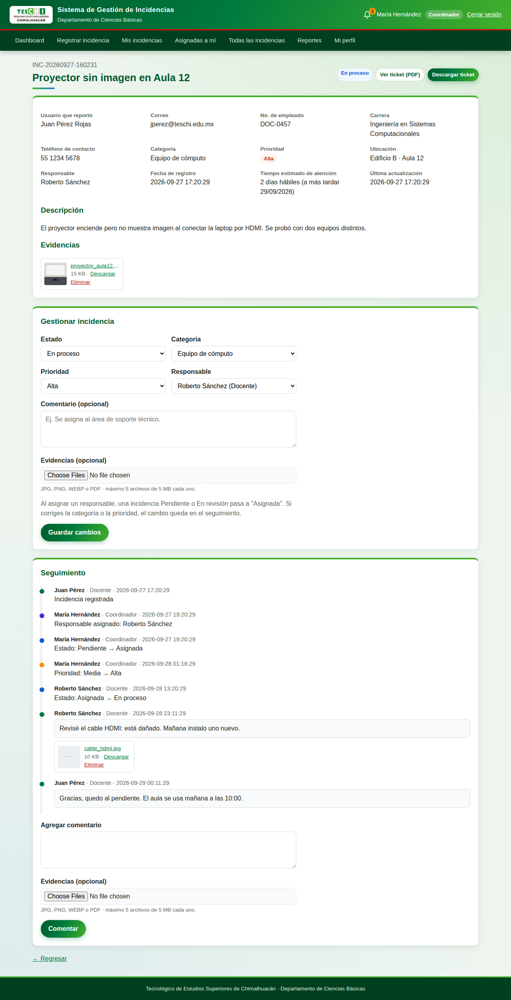 TESCHI
TECNOLÓGICO DE ESTUDIOS SUPERIORES
CHIMALHUACÁN
Sistema de Gestión de Incidencias
Departamento de Ciencias Básicas
2
María Hernández
Coordinador
Cerrar sesión
Dashboard
Registrar incidencia
Mis incidencias
Asignadas a mí
Todas las incidencias
Reportes
Mi perfil
INC-20260927-160231
Proyector sin imagen en Aula 12
En proceso
Ver ticket (PDF)
Descargar ticket
Usuario que reportó
Juan Pérez Rojas
Correo
jperez@teschi.edu.mx
No. de empleado
DOC-0457
Carrera
Ingeniería en Sistemas
Computacionales
Teléfono de contacto
55 1234 5678
Categoría
Equipo de cómputo
Prioridad
Alta
Ubicación
Edificio B · Aula 12
Responsable
Roberto Sánchez
Fecha de registro
2026-09-27 17:20:29
Tiempo estimado de atención
2 días hábiles (a más tardar
29/09/2026)
Última actualización
2026-09-27 17:20:29
Descripción
El proyector enciende pero no muestra imagen al conectar la laptop por HDMI. Se probó con dos equipos distintos.
Evidencias
proyector_aula12.…
15 KB · Descargar
Eliminar
Gestionar incidencia
Estado
En proceso
Categoría
Equipo de cómputo
Prioridad
Alta
Responsable
Roberto Sánchez (Docente)
Comentario (opcional)
Ej. Se asigna al área de soporte técnico.
Evidencias (opcional)
Choose Files No file chosen
JPG, PNG, WEBP o PDF · máximo 5 archivos de 5 MB cada uno.
Al asignar un responsable, una incidencia Pendiente o En revisión pasa a "Asignada". Si
corriges la categoría o la prioridad, el cambio queda en el seguimiento.
Guardar cambios
Seguimiento
Juan Pérez · Docente · 2026-09-27 17:20:29
Incidencia registrada
María Hernández · Coordinador · 2026-09-27 19:20:29
Responsable asignado: Roberto Sánchez
María Hernández · Coordinador · 2026-09-27 19:20:29
Estado: Pendiente → Asignada
María Hernández · Coordinador · 2026-09-28 01:16:29
Prioridad: Media → Alta
Roberto Sánchez · Docente · 2026-09-28 13:20:29
Estado: Asignada → En proceso
Roberto Sánchez · Docente · 2026-09-28 23:11:29
Revisé el cable HDMI: está dañado. Mañana instalo uno nuevo.
cable_hdmi.jpg
10 KB · Descargar
Eliminar
Juan Pérez · Docente · 2026-09-29 00:11:29
Gracias, quedo al pendiente. El aula se usa mañana a las 10:00.
Agregar comentario
Evidencias (opcional)
Choose Files No file chosen
JPG, PNG, WEBP o PDF · máximo 5 archivos de 5 MB cada uno.
Comentar
← Regresar
Tecnológico de Estudios Superiores de Chimalhuacán · Departamento de Ciencias Básicas